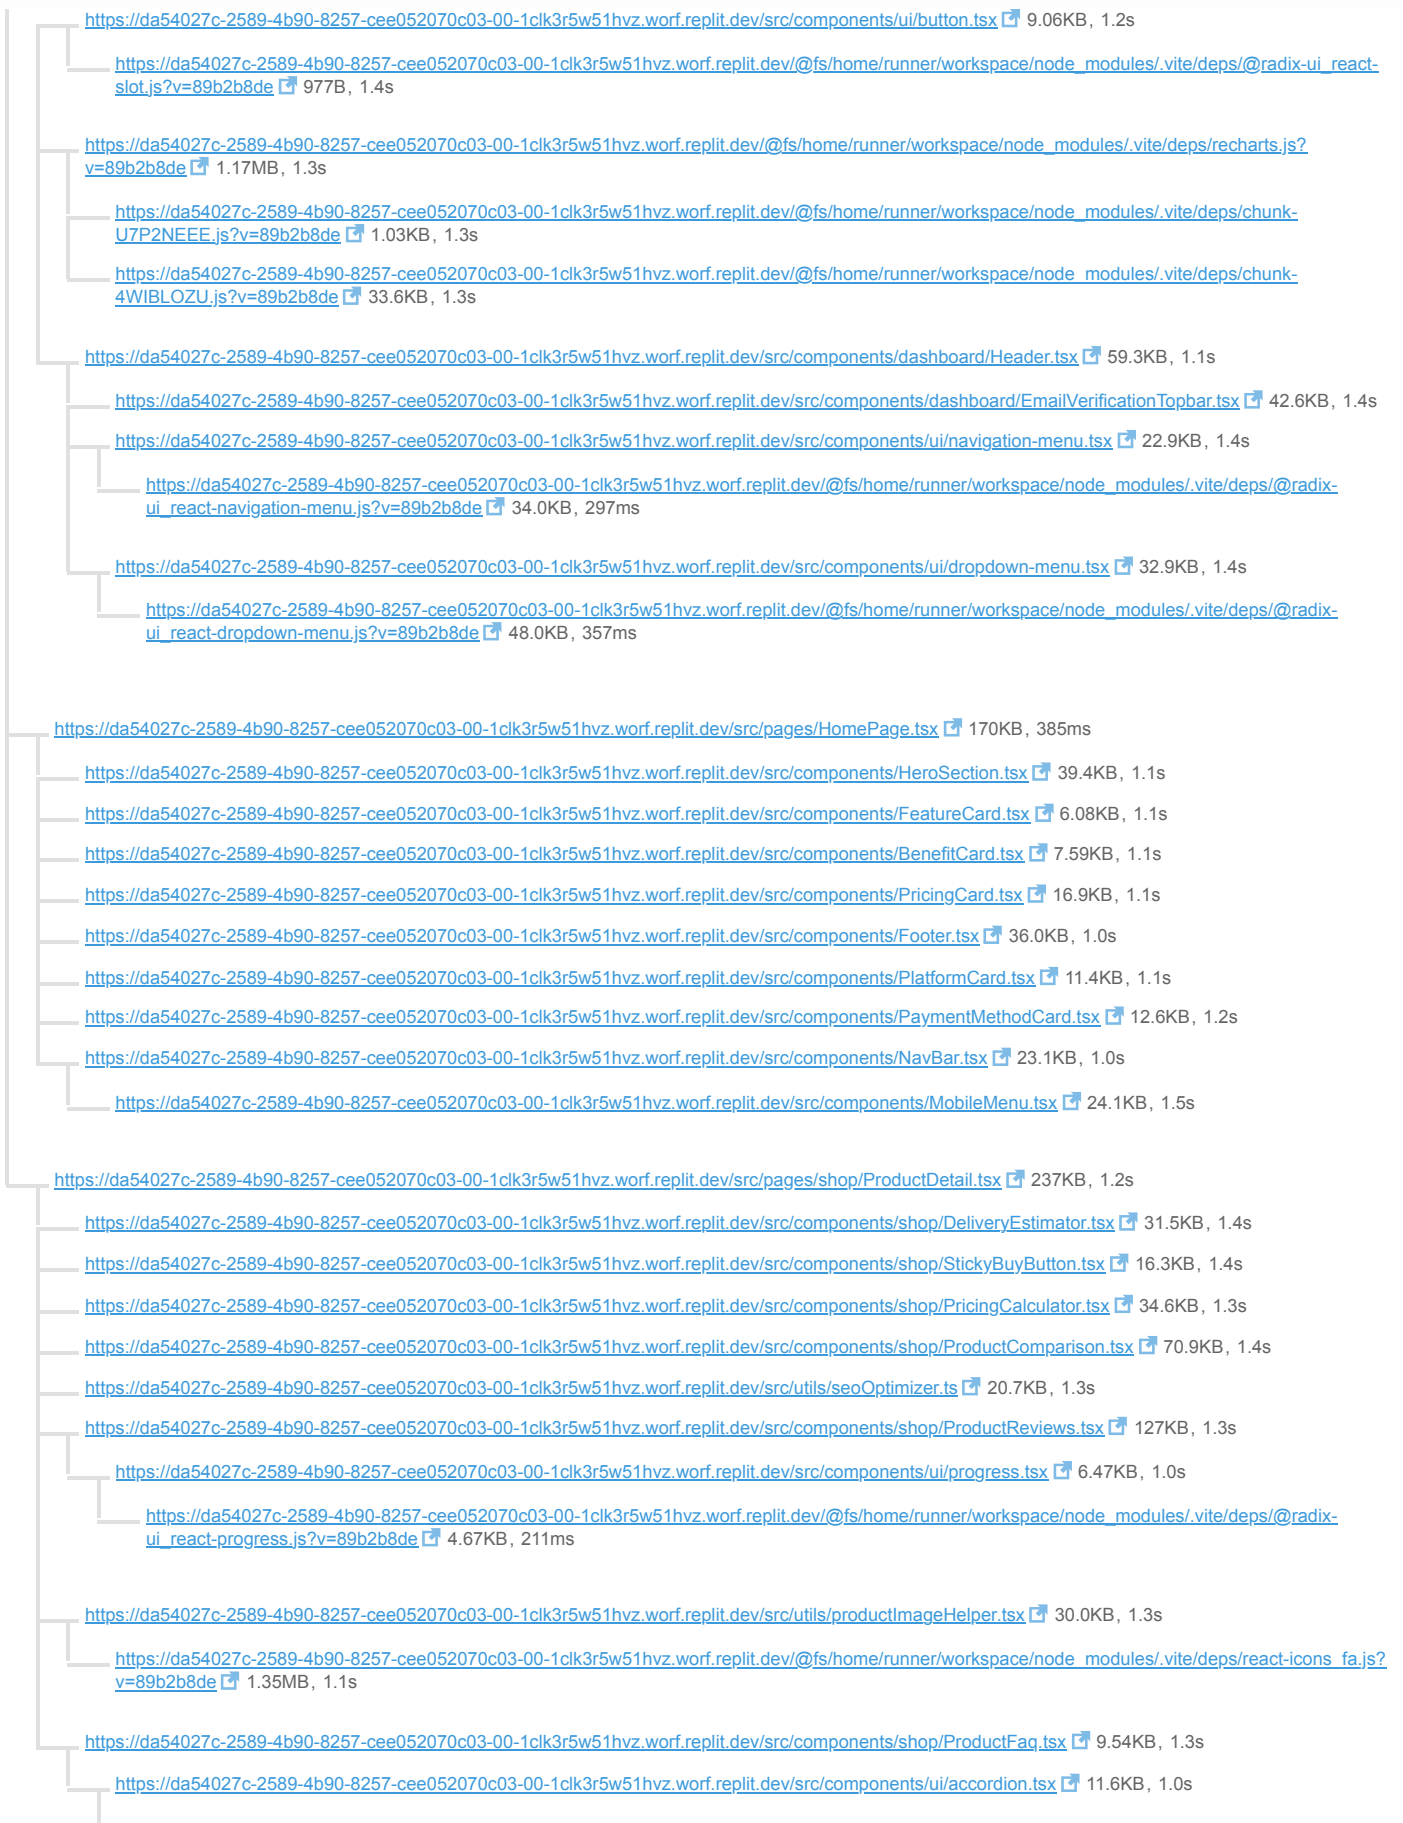 https://da54027c-2589-4b90-8257-cee052070c03-00-1clk3r5w51hvz.worf.replit.dev/src/components/ui/button.tsx 9.06KB, 1.2s
https://da54027c-2589-4b90-8257-cee052070c03-00-1clk3r5w51hvz.worf.replit.dev/@fs/home/runner/workspace/node_modules/.vite/deps/@radix-ui_react-
slot.js?v=89b2b8de 977B, 1.4s
https://da54027c-2589-4b90-8257-cee052070c03-00-1clk3r5w51hvz.worf.replit.dev/@fs/home/runner/workspace/node_modules/.vite/deps/recharts.js?
v=89b2b8de 1.17MB, 1.3s
https://da54027c-2589-4b90-8257-cee052070c03-00-1clk3r5w51hvz.worf.replit.dev/@fs/home/runner/workspace/node_modules/.vite/deps/chunk-
U7P2NEEE.js?v=89b2b8de 1.03KB, 1.3s
https://da54027c-2589-4b90-8257-cee052070c03-00-1clk3r5w51hvz.worf.replit.dev/@fs/home/runner/workspace/node_modules/.vite/deps/chunk-
4WIBLOZU.js?v=89b2b8de 33.6KB, 1.3s
https://da54027c-2589-4b90-8257-cee052070c03-00-1clk3r5w51hvz.worf.replit.dev/src/components/dashboard/Header.tsx 59.3KB, 1.1s
https://da54027c-2589-4b90-8257-cee052070c03-00-1clk3r5w51hvz.worf.replit.dev/src/components/dashboard/EmailVerificationTopbar.tsx 42.6KB, 1.4s
https://da54027c-2589-4b90-8257-cee052070c03-00-1clk3r5w51hvz.worf.replit.dev/src/components/ui/navigation-menu.tsx 22.9KB, 1.4s
https://da54027c-2589-4b90-8257-cee052070c03-00-1clk3r5w51hvz.worf.replit.dev/@fs/home/runner/workspace/node_modules/.vite/deps/@radix-
ui_react-navigation-menu.js?v=89b2b8de 34.0KB, 297ms
https://da54027c-2589-4b90-8257-cee052070c03-00-1clk3r5w51hvz.worf.replit.dev/src/components/ui/dropdown-menu.tsx 32.9KB, 1.4s
https://da54027c-2589-4b90-8257-cee052070c03-00-1clk3r5w51hvz.worf.replit.dev/@fs/home/runner/workspace/node_modules/.vite/deps/@radix-
ui_react-dropdown-menu.js?v=89b2b8de 48.0KB, 357ms
https://da54027c-2589-4b90-8257-cee052070c03-00-1clk3r5w51hvz.worf.replit.dev/src/pages/HomePage.tsx 170KB, 385ms
https://da54027c-2589-4b90-8257-cee052070c03-00-1clk3r5w51hvz.worf.replit.dev/src/components/HeroSection.tsx 39.4KB, 1.1s
https://da54027c-2589-4b90-8257-cee052070c03-00-1clk3r5w51hvz.worf.replit.dev/src/components/FeatureCard.tsx 6.08KB, 1.1s
https://da54027c-2589-4b90-8257-cee052070c03-00-1clk3r5w51hvz.worf.replit.dev/src/components/BenefitCard.tsx 7.59KB, 1.1s
https://da54027c-2589-4b90-8257-cee052070c03-00-1clk3r5w51hvz.worf.replit.dev/src/components/PricingCard.tsx 16.9KB, 1.1s
https://da54027c-2589-4b90-8257-cee052070c03-00-1clk3r5w51hvz.worf.replit.dev/src/components/Footer.tsx 36.0KB, 1.0s
https://da54027c-2589-4b90-8257-cee052070c03-00-1clk3r5w51hvz.worf.replit.dev/src/components/PlatformCard.tsx 11.4KB, 1.1s
https://da54027c-2589-4b90-8257-cee052070c03-00-1clk3r5w51hvz.worf.replit.dev/src/components/PaymentMethodCard.tsx 12.6KB, 1.2s
https://da54027c-2589-4b90-8257-cee052070c03-00-1clk3r5w51hvz.worf.replit.dev/src/components/NavBar.tsx 23.1KB, 1.0s
https://da54027c-2589-4b90-8257-cee052070c03-00-1clk3r5w51hvz.worf.replit.dev/src/components/MobileMenu.tsx 24.1KB, 1.5s
https://da54027c-2589-4b90-8257-cee052070c03-00-1clk3r5w51hvz.worf.replit.dev/src/pages/shop/ProductDetail.tsx 237KB, 1.2s
https://da54027c-2589-4b90-8257-cee052070c03-00-1clk3r5w51hvz.worf.replit.dev/src/components/shop/DeliveryEstimator.tsx 31.5KB, 1.4s
https://da54027c-2589-4b90-8257-cee052070c03-00-1clk3r5w51hvz.worf.replit.dev/src/components/shop/StickyBuyButton.tsx 16.3KB, 1.4s
https://da54027c-2589-4b90-8257-cee052070c03-00-1clk3r5w51hvz.worf.replit.dev/src/components/shop/PricingCalculator.tsx 34.6KB, 1.3s
https://da54027c-2589-4b90-8257-cee052070c03-00-1clk3r5w51hvz.worf.replit.dev/src/components/shop/ProductComparison.tsx 70.9KB, 1.4s
https://da54027c-2589-4b90-8257-cee052070c03-00-1clk3r5w51hvz.worf.replit.dev/src/utils/seoOptimizer.ts 20.7KB, 1.3s
https://da54027c-2589-4b90-8257-cee052070c03-00-1clk3r5w51hvz.worf.replit.dev/src/components/shop/ProductReviews.tsx 127KB, 1.3s
https://da54027c-2589-4b90-8257-cee052070c03-00-1clk3r5w51hvz.worf.replit.dev/src/components/ui/progress.tsx 6.47KB, 1.0s
https://da54027c-2589-4b90-8257-cee052070c03-00-1clk3r5w51hvz.worf.replit.dev/@fs/home/runner/workspace/node_modules/.vite/deps/@radix-
ui_react-progress.js?v=89b2b8de 4.67KB, 211ms
https://da54027c-2589-4b90-8257-cee052070c03-00-1clk3r5w51hvz.worf.replit.dev/src/utils/productImageHelper.tsx 30.0KB, 1.3s
https://da54027c-2589-4b90-8257-cee052070c03-00-1clk3r5w51hvz.worf.replit.dev/@fs/home/runner/workspace/node_modules/.vite/deps/react-icons_fa.js?
v=89b2b8de 1.35MB, 1.1s
https://da54027c-2589-4b90-8257-cee052070c03-00-1clk3r5w51hvz.worf.replit.dev/src/components/shop/ProductFaq.tsx 9.54KB, 1.3s
https://da54027c-2589-4b90-8257-cee052070c03-00-1clk3r5w51hvz.worf.replit.dev/src/components/ui/accordion.tsx 11.6KB, 1.0s